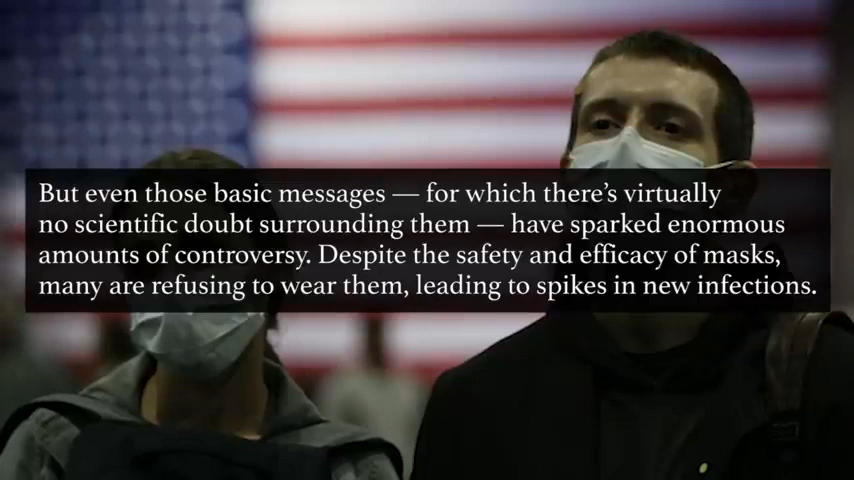 But even those basic messages — for which there’s virtually
no scientific doubt surrounding them — have sparked enormous
amounts of controversy. Despite the safety and efficacy of masks,
many are refusing to wear them, leading to spikes in new infections.